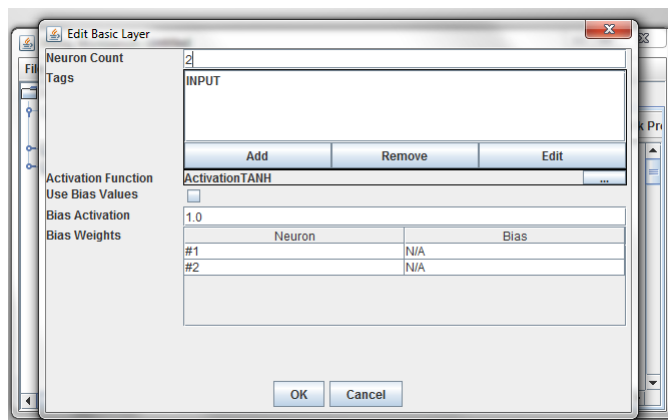 Edit Basic Layer
Neuron Count 2
Tags INPUT
Add Remove Edit
Activation Function ActivationTANH ...
Use Bias Values
Bias Activation 1.0
Bias Weights Neuron Bias
#1 N/A
#2 N/A
OK Cancel